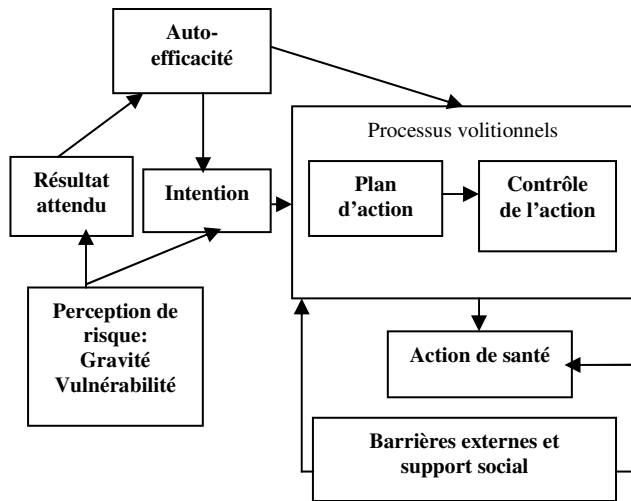 Auto-
efficacité
Processus volitionnels
Résultat
attendu
Intention
Plan
d'action
Contrôle
de l'action
Perception de
risque:
Gravité
Vulnérabilité
Action de santé
Barrières externes et
support social